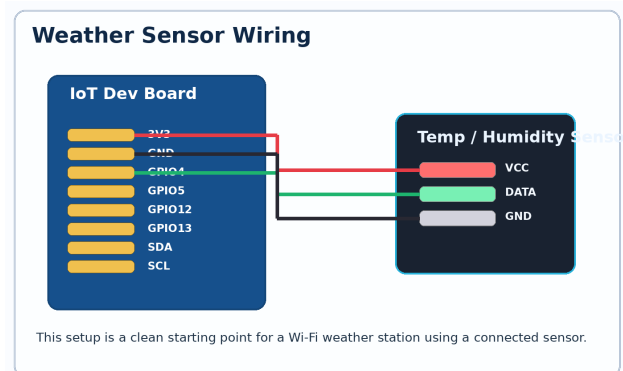 Weather Sensor Wiring
IoT Dev Board
3V3
GND
GPIO4
GPIO5
GPIO12
GPIO13
SDA
SCL
Temp / Humidity Senso
VCC
DATA
GND
This setup is a clean starting point for a Wi-Fi weather station using a connected sensor.